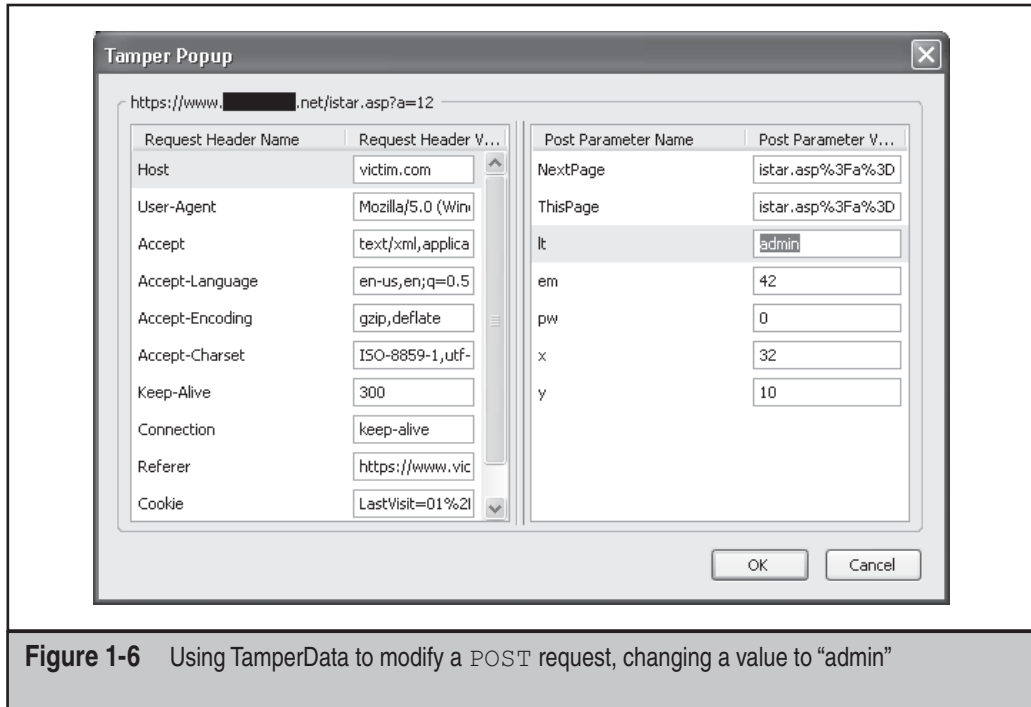 Tamper Popup
https://www. .net/istar.asp?a=12
Request Header Name Request Header V...
Host victim.com
User-Agent Mozilla/5.0 (Win
Accept text/xml,applica
Accept-Language en-us,en;q=0.5
Accept-Encoding gzip,deflate
Accept-Charset ISO-8859-1,utf-
Keep-Alive 300
Connection keep-alive
Referer https://www.vic
Cookie LastVisit=01%2
Post Parameter Name Post Parameter V...
NextPage istar.asp%3Fa%3D
ThisPage istar.asp%3Fa%3D
lt admin
em 42
pw 0
x 32
y 10
OK Cancel
Figure 1-6 Using TamperData to modify a POST request, changing a value to “admin”